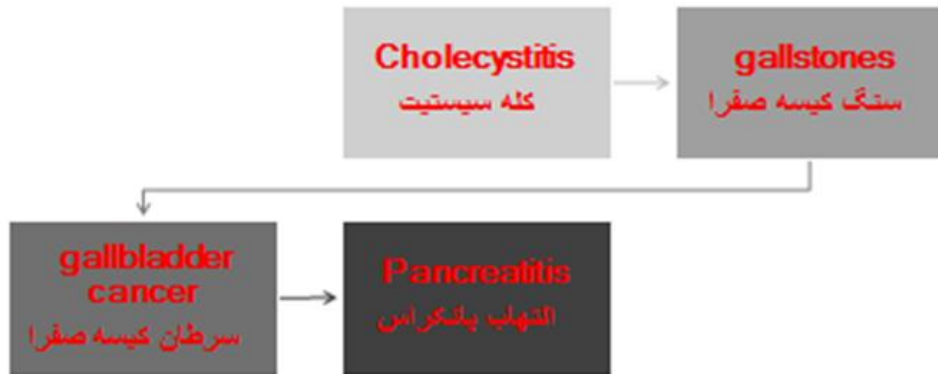 Cholecystitis
کله سیستیت
gallstones
سنگ کیسه صفرا
gallbladder
cancer
سرطان کیسه صفرا
Pancreatitis
التهاب پانکراس